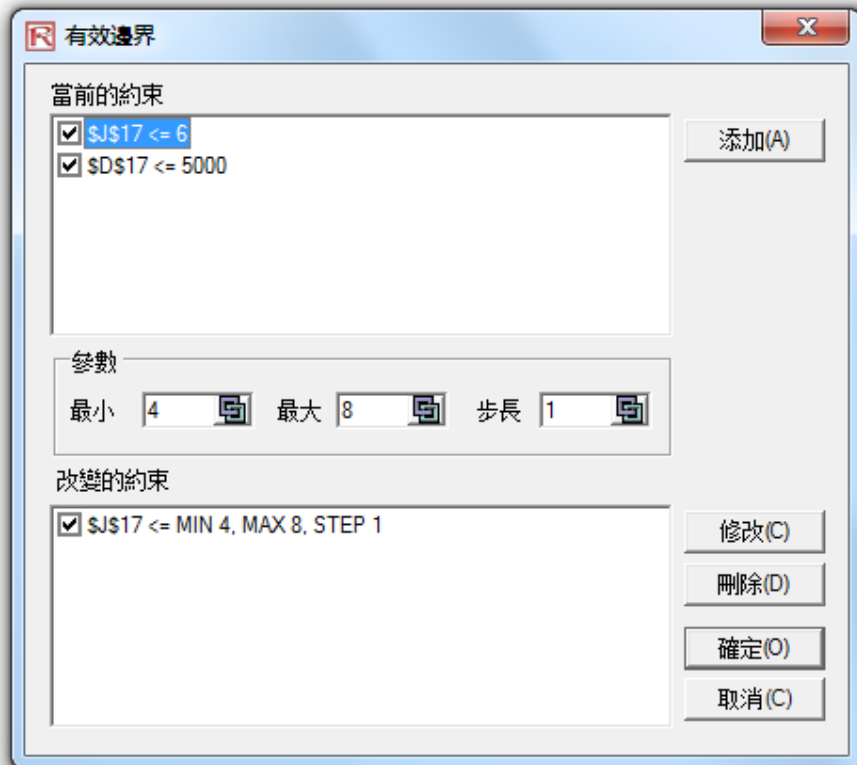 有效邊界
當前的約束
$J$17 <= 6
$D$17 <= 5000
添加(A)
參數
最小 4 最大 8 步長 1
改變的約束
$J$17 <= MIN 4, MAX 8, STEP 1
修改(C)
刪除(D)
確定(O)
取消(C)